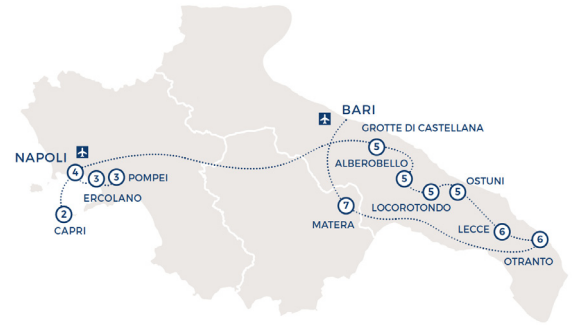 BARI
GROTTE DI CASTELLANA
NAPOLI
5
ALBEROBELLO
4
3
3
POMPEI
5
OSTUNI
ERCOLANO
5
5
2
LOCOROTONDO
7
CAPRI
MATERA
LECCE
6
6
OTRANTO